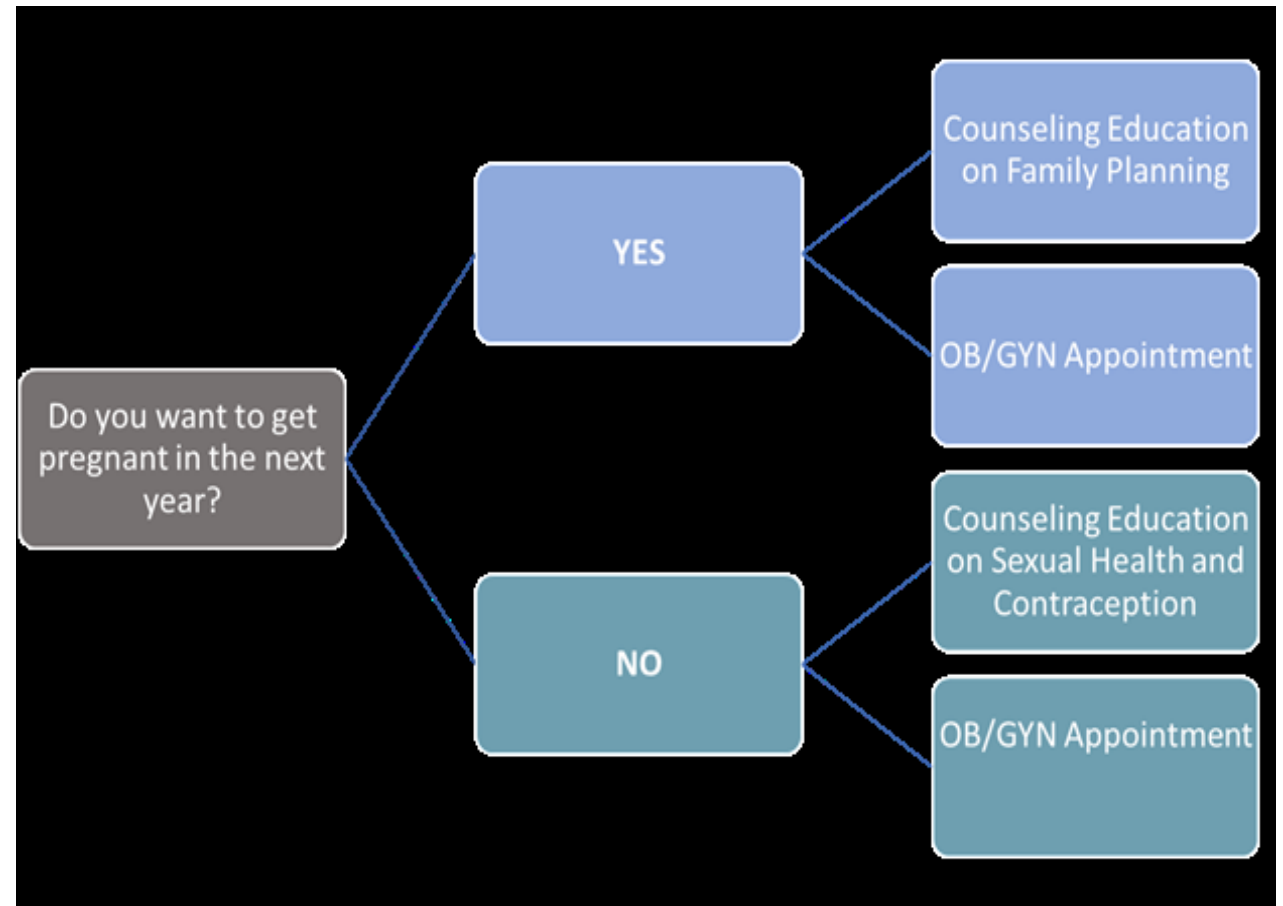 Do you want to get
pregnant in the next
year?
YES
Counseling Education
on Family Planning
OB/GYN Appointment
NO
Counseling Education
on Sexual Health and
Contraception
OB/GYN Appointment